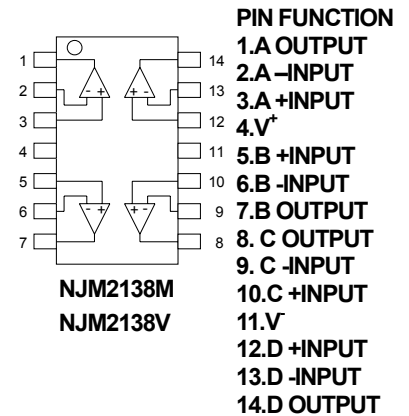 PIN FUNCTION
1.A OUTPUT
2.A –INPUT
3.A +INPUT
4.V+
5.B +INPUT
6.B -INPUT
7.B OUTPUT
8. C OUTPUT
9. C -INPUT
10.C +INPUT
11.V-
12.D +INPUT
13.D -INPUT
14.D OUTPUT
1
2
3
4
5
6
7
14
13
12
11
10
9
8
- +
+ -
- +
+ -
NJM2138M
NJM2138V